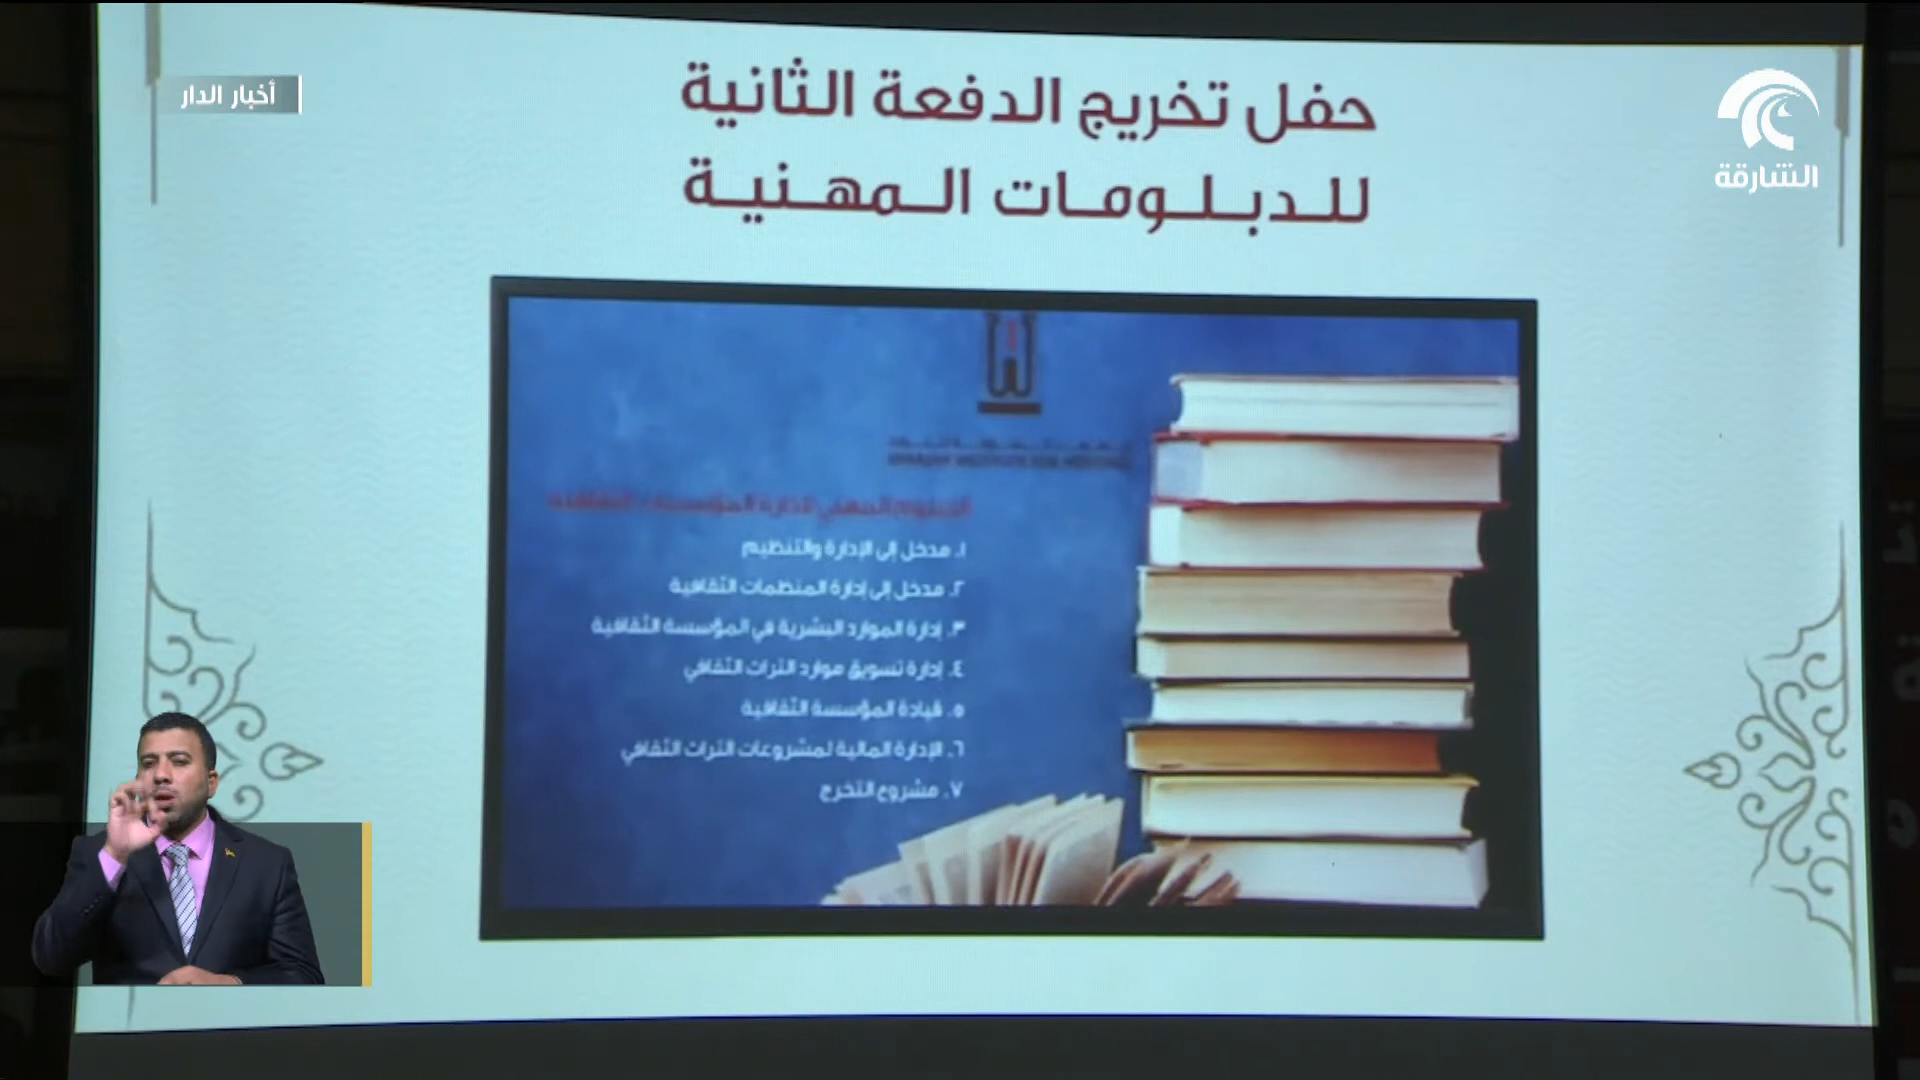 أخبار الدار
الشارقة
حفل تخريج الدفعة الثانية
للدبلومات المهنية
١. مدخل إلى الإدارة والتنظيم
٢. مدخل إلى إدارة المنظمات الثقافية
٣. إدارة الموارد البشرية في المؤسسة الثقافية
٤. إدارة تسويق موارد التراث الثقافي
٥. قيادة المؤسسة الثقافية
٦. الإدارة المالية لمشروعات التراث الثقافي
٧. مشروع التخرج